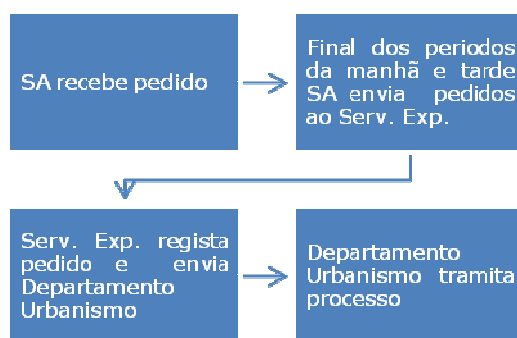 SA recebe pedido
Final dos periodos
da manhã e tarde
SA envia pedidos
ao Serv. Exp.
Serv. Exp. regista
pedido e envia
Departamento
Urbanismo
Departamento
Urbanismo tramita
processo